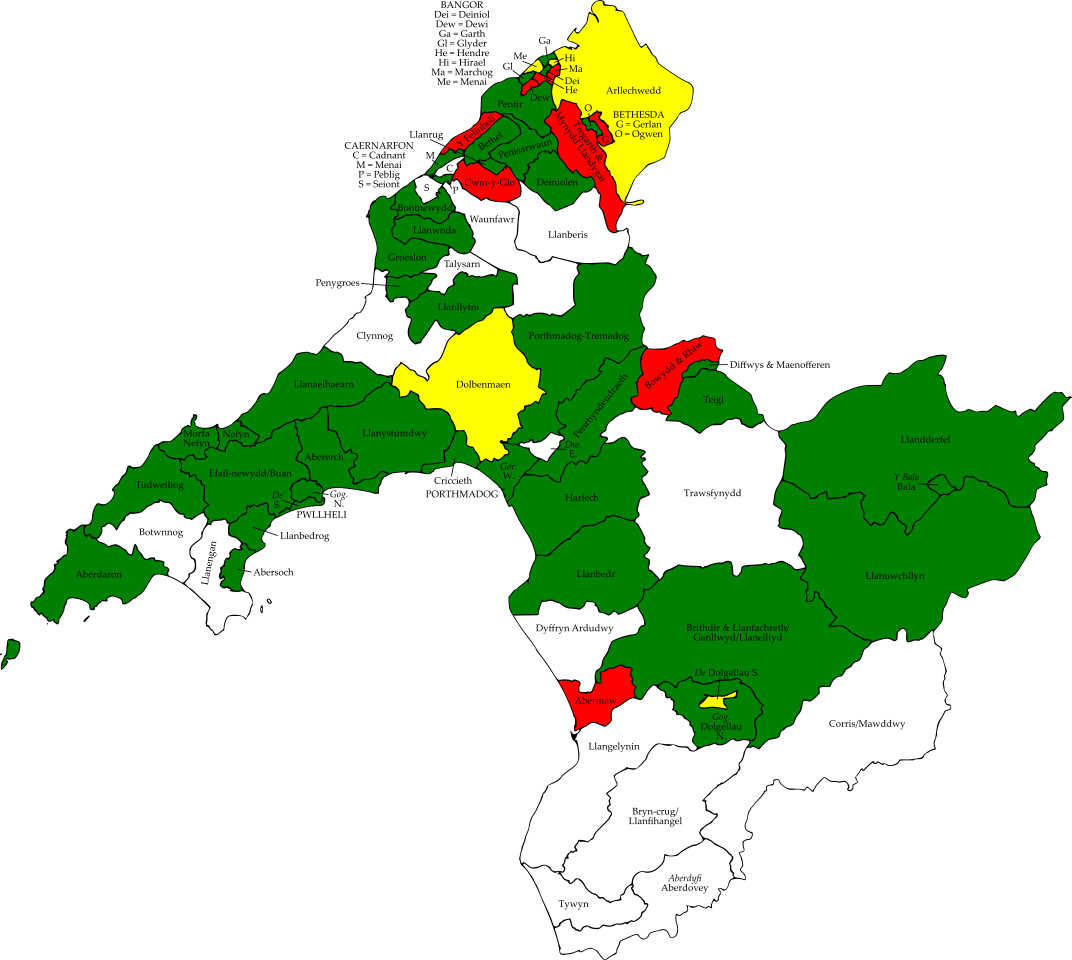 BANGOR
Dei = Deiniol
Dew = Dewi
Ga = Garth
Gl = Glyder
He = Hendre
Hi = Hirael
Ma = Marchog
Me = Menai
Ga
Me
Hi
Gl
Ma
Dei
He
Dew
Arllechwedd
Pentir
O
BETHESDA
G = Gerlan
O = Ogwen
G
Y Felinheli
Tregarth &
Mynydd Llandygai
Llanrug
Bethel
Penisarwaun
CAERNARFON
C = Cadnant
M = Menai
P = Peblig
S = Seiont
M
C
S
P
Cwm-y-Glo
Deiniolen
Bontnewydd
Waunfawr
Llanwnda
Llanberis
Groeslon
Talysarn
Penygroes
Llanllyfni
Clynnog
Porthmadog-Tremadog
Bowydd & Rhiw
Diffwys & Maenofferen
Llanaelhaearn
Dolbenmaen
Penrhyndeudraeth
Teigl
Morfa
Nefyn
Nefyn
Llanystumdwy
Llandderfel
Abererch
Dwy.
E.
Efail-newydd/Buan
Gor.
W.
Tudweiliog
Criccieth
PORTHMADOG
Y Bala
Bala
De
S.
Gog.
N.
PWLLHELI
Harlech
Trawsfynydd
Botwnnog
Llanbedrog
Llanengan
Abersoch
Aberdaron
Llanbedr
Llanuwchllyn
Dyffryn Ardudwy
Brithdir & Llanfachreth/
Ganllwyd/Llanelltyd
De Dolgellau S.
Abermaw
Gog.
Dolgellau
N.
Corris/Mawddwy
Llangelynin
Bryn-crug/
Llanfihangel
Aberdyfi
Aberdovey
Tywyn